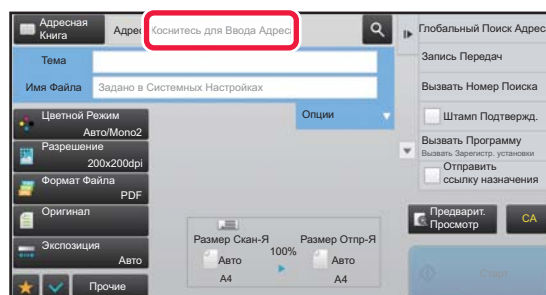 Адресная
Книга
Адрес
Коснитесь для Ввода Адреса
Тема
Имя Файла
Задано в Системных Настройках
Опции
Цветной Режим
Авто/Mono2
Разрешение
200x200dpi
Формат Файла
PDF
Оригинал
Экспозиция
Авто
Прочие
Размер Скан-Я
Авто
A4
100%
Размер Отпр-Я
Авто
A4
Глобальный Поиск Адрес
Запись Передач
Вызвать Номер Поиска
Штамп Подтвержд.
Вызвать Программу
Вызвать Зарегистр. установки
Отправить
ссылку назначения
Предварит.
Просмотр
CA
Старт